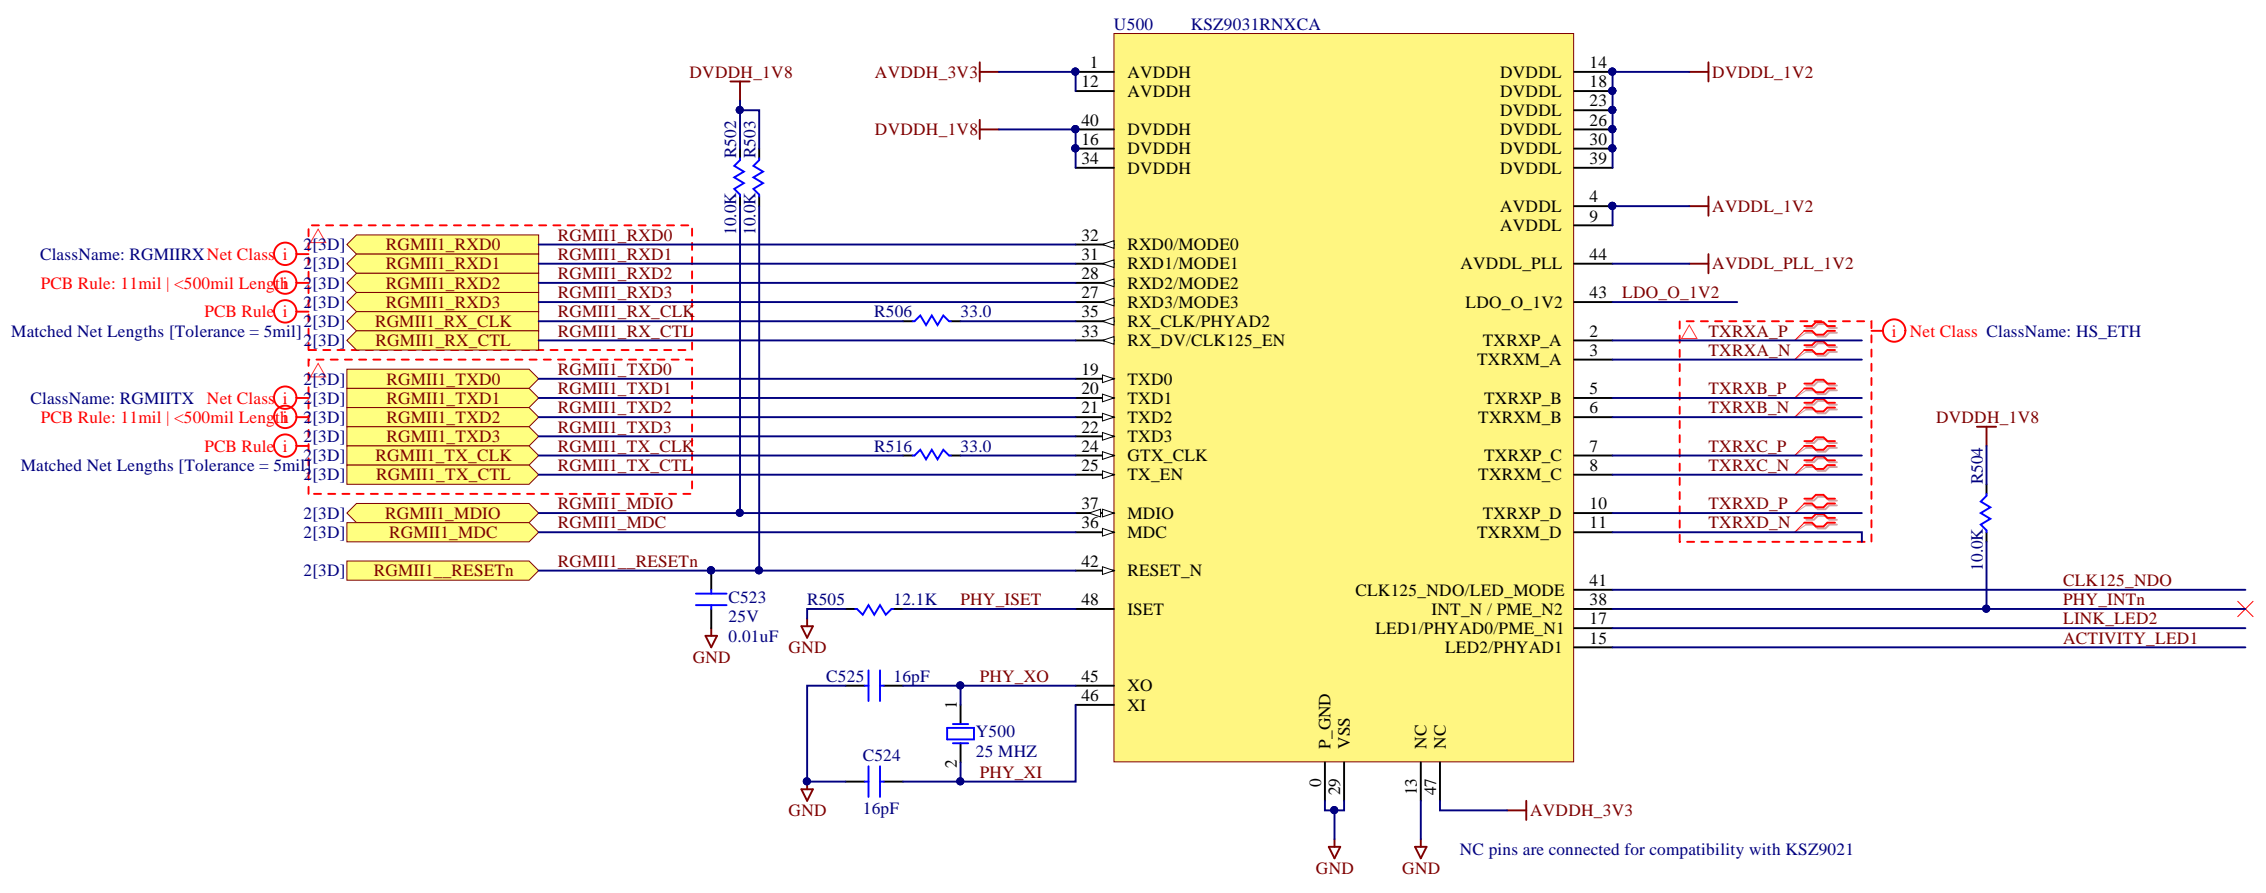 U500 KSZ9031RNXCA
DVDDH_1V8
R502
10.0K
R503
10.0K
AVDDH_3V3
1 AVDDH
12 AVDDH
DVDDH_1V8
40 DVDDH
16 DVDDH
34 DVDDH
ClassName: RGMIIRX Net Class i
PCB Rule: 11mil | <500mil Length i
PCB Rule i
Matched Net Lengths [Tolerance = 5mil]
2[3D] RGMII1_RXD0 RGMII1_RXD0 32 RXD0/MODE0
2[3D] RGMII1_RXD1 RGMII1_RXD1 31 RXD1/MODE1
2[3D] RGMII1_RXD2 RGMII1_RXD2 28 RXD2/MODE2
2[3D] RGMII1_RXD3 RGMII1_RXD3 27 RXD3/MODE3
2[3D] RGMII1_RX_CLK RGMII1_RX_CLK R506 33.0 35 RX_CLK/PHYAD2
2[3D] RGMII1_RX_CTL RGMII1_RX_CTL 33 RX_DV/CLK125_EN
ClassName: RGMIITX Net Class i
PCB Rule: 11mil | <500mil Length i
PCB Rule i
Matched Net Lengths [Tolerance = 5mil]
2[3D] RGMII1_TXD0 RGMII1_TXD0 19 TXD0
2[3D] RGMII1_TXD1 RGMII1_TXD1 20 TXD1
2[3D] RGMII1_TXD2 RGMII1_TXD2 21 TXD2
2[3D] RGMII1_TXD3 RGMII1_TXD3 22 TXD3
2[3D] RGMII1_TX_CLK RGMII1_TX_CLK R516 33.0 24 GTX_CLK
2[3D] RGMII1_TX_CTL RGMII1_TX_CTL 25 TX_EN
2[3D] RGMII1_MDIO RGMII1_MDIO 37 MDIO
2[3D] RGMII1_MDC RGMII1_MDC 36 MDC
2[3D] RGMII1__RESETn RGMII1__RESETn 42 RESET_N
C523
25V
0.01uF
GND
R505 12.1K PHY_ISET 48 ISET
GND
C525 16pF PHY_XO 45 XO
46 XI
1
Y500
25 MHZ
2
C524
16pF
PHY_XI
GND
DVDDL 14 DVDDL_1V2
DVDDL 18
DVDDL 23
DVDDL 26
DVDDL 30
DVDDL 39
AVDDL 4 AVDDL_1V2
AVDDL 9
AVDDL_PLL 44 AVDDL_PLL_1V2
LDO_O_1V2 43 LDO_O_1V2
TXRXP_A 2 TXRXA_P
TXRXM_A 3 TXRXA_N
TXRXP_B 5 TXRXB_P
TXRXM_B 6 TXRXB_N
TXRXP_C 7 TXRXC_P
TXRXM_C 8 TXRXC_N
TXRXP_D 10 TXRXD_P
TXRXM_D 11 TXRXD_N
i Net Class ClassName: HS_ETH
DVDDH_1V8
R504
10.0K
CLK125_NDO/LED_MODE 41 CLK125_NDO
INT_N / PME_N2 38 PHY_INTn
LED1/PHYAD0/PME_N1 17 LINK_LED2
LED2/PHYAD1 15 ACTIVITY_LED1
P_GND 0
VSS 29
NC 13
NC 47
AVDDH_3V3
GND
GND
NC pins are connected for compatibility with KSZ9021